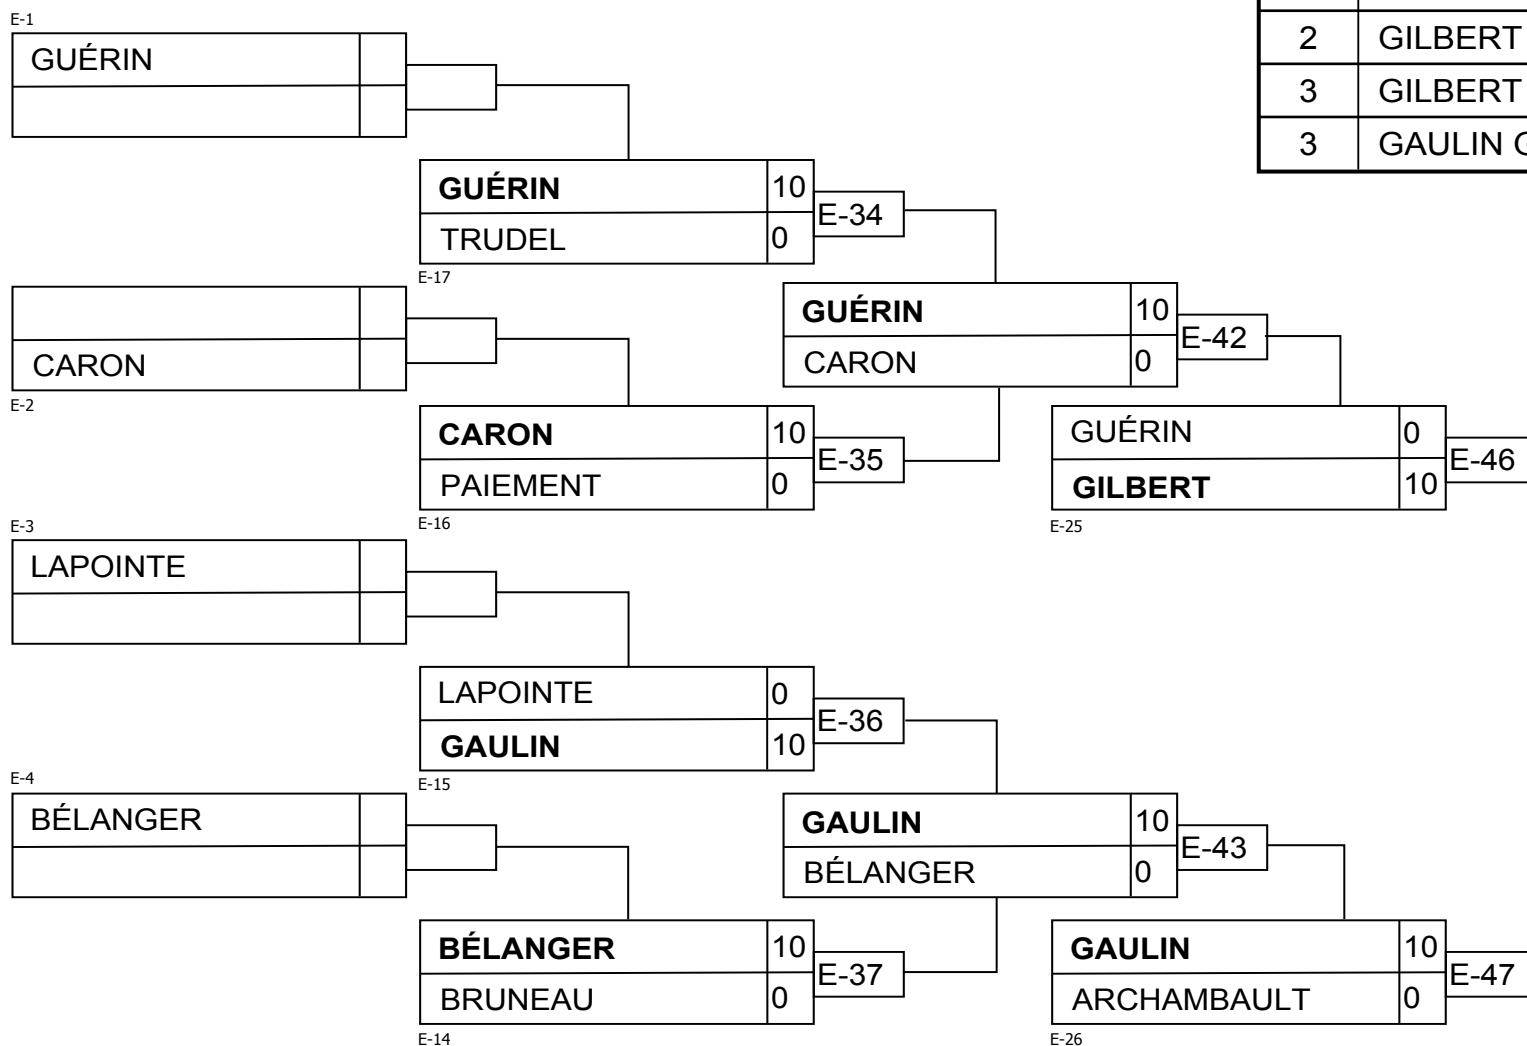 E-1
GUÉRIN
2 GILBERT
3 GILBERT
3 GAULIN G
GUÉRIN 10
E-34
TRUDEL 0
E-17
CARON
E-2
GUÉRIN 10
E-42
CARON 0
CARON 10
E-35
PAIEMENT 0
E-16
GUÉRIN 0
E-46
GILBERT 10
E-25
E-3
LAPOINTE
LAPOINTE 0
E-36
GAULIN 10
E-15
E-4
BÉLANGER
GAULIN 10
E-43
BÉLANGER 0
BÉLANGER 10
E-37
BRUNEAU 0
E-14
GAULIN 10
E-47
ARCHAMBAULT 0
E-26